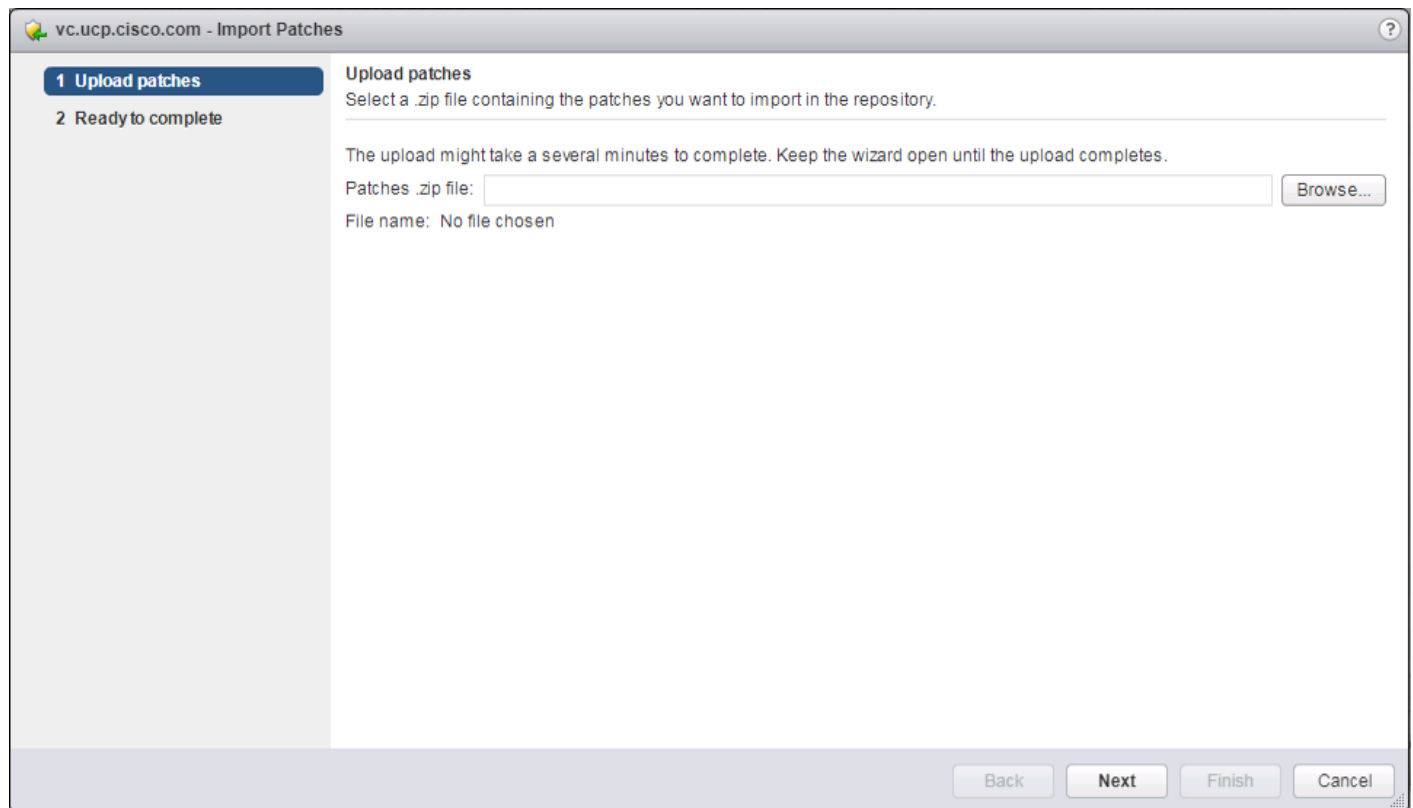 vc.ucp.cisco.com - Import Patches
?
1 Upload patches
2 Ready to complete
Upload patches
Select a .zip file containing the patches you want to import in the repository.
The upload might take a several minutes to complete. Keep the wizard open until the upload completes.
Patches .zip file:
Browse...
File name: No file chosen
Back Next Finish Cancel